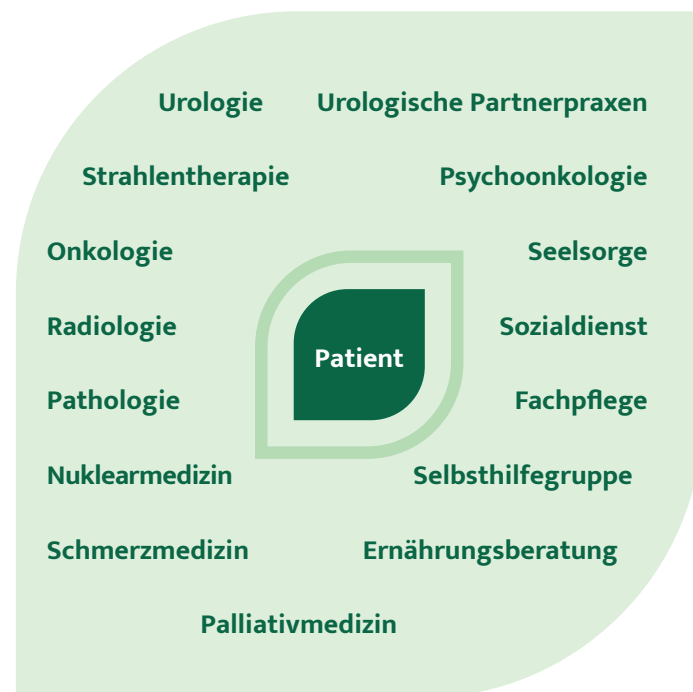 Urologie Urologische Partnerpraxen
Strahlentherapie Psychoonkologie
Onkologie Seelsorge
Radiologie Sozialdienst
Patient
Pathologie Fachpflege
Nuklearmedizin Selbsthilfegruppe
Schmerzmedizin Ernährungsberatung
Palliativmedizin